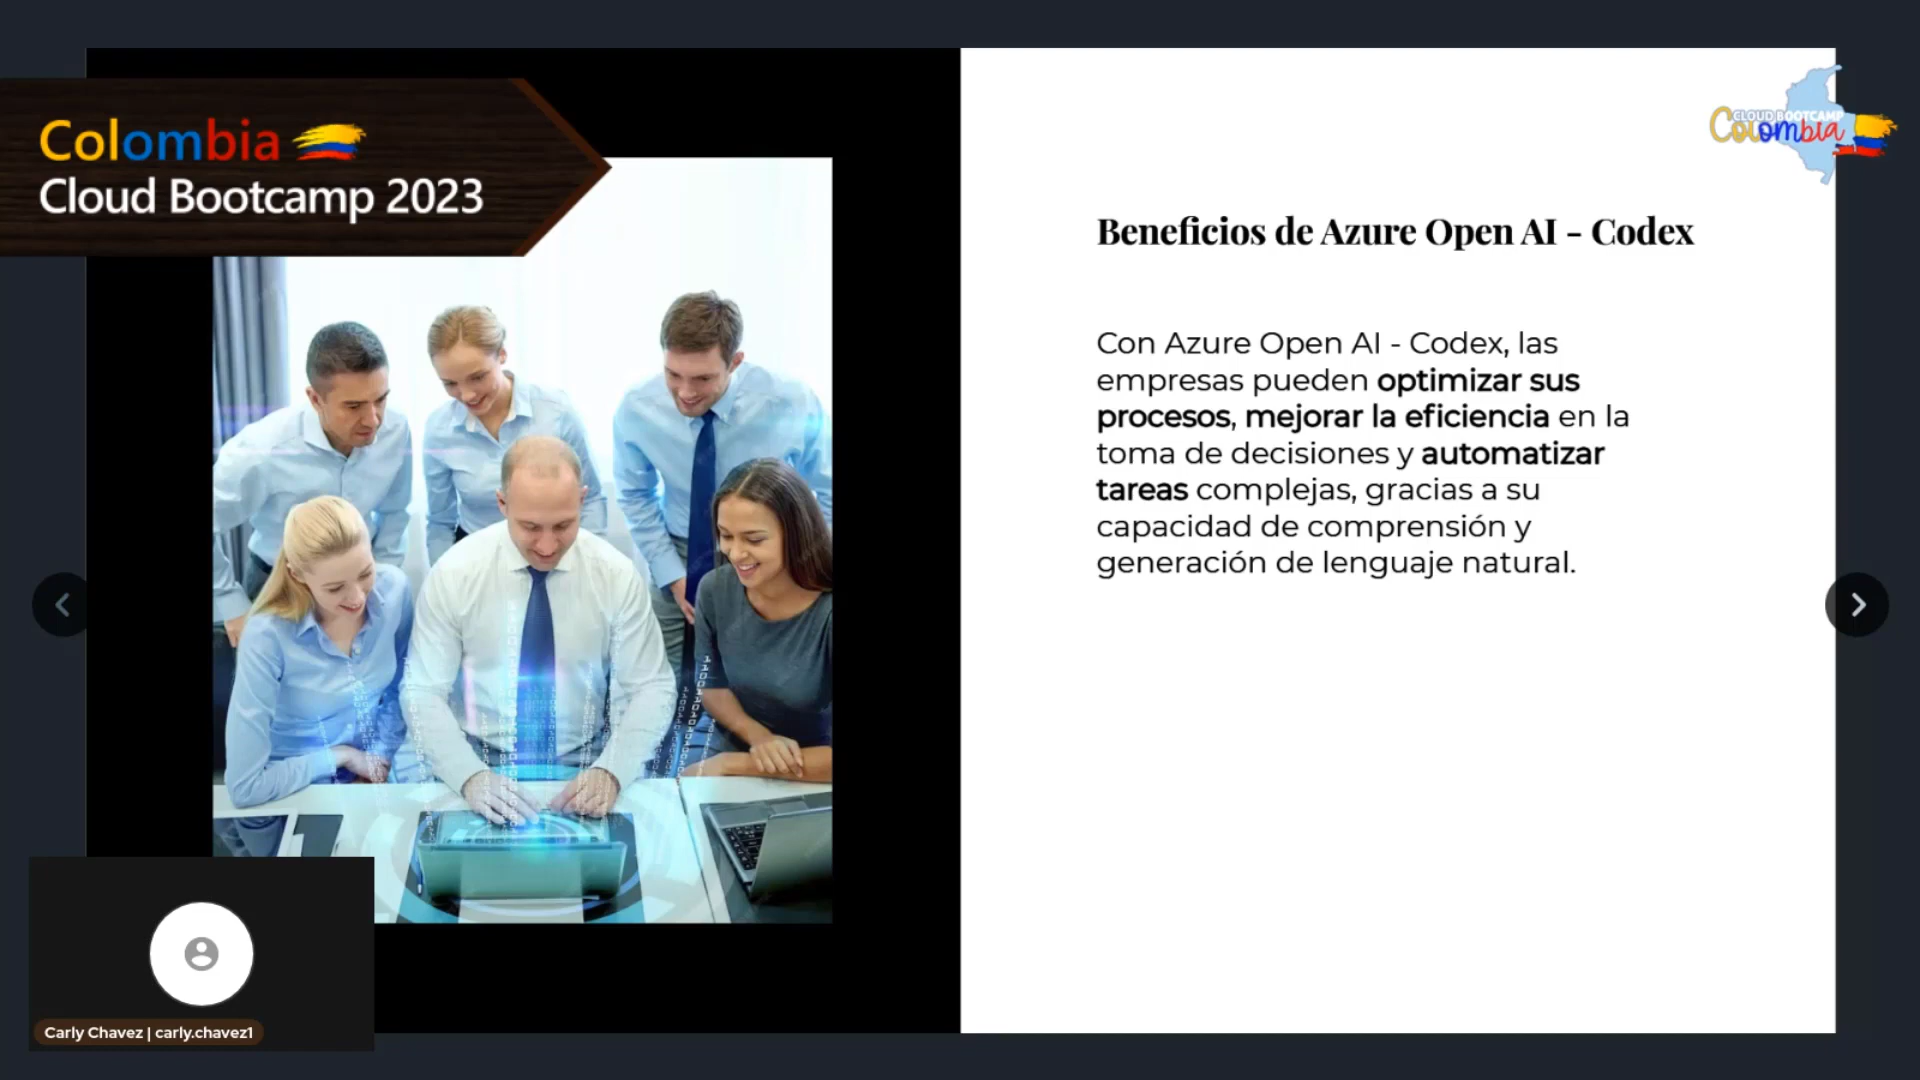 Colombia
Cloud Bootcamp 2023
CLOUD BOOTCAMP
Colombia
Beneficios de Azure Open AI - Codex
Con Azure Open AI - Codex, las
empresas pueden optimizar sus
procesos, mejorar la eficiencia en la
toma de decisiones y automatizar
tareas complejas, gracias a su
capacidad de comprensión y
generación de lenguaje natural.
Carly Chavez | carly.chavez1